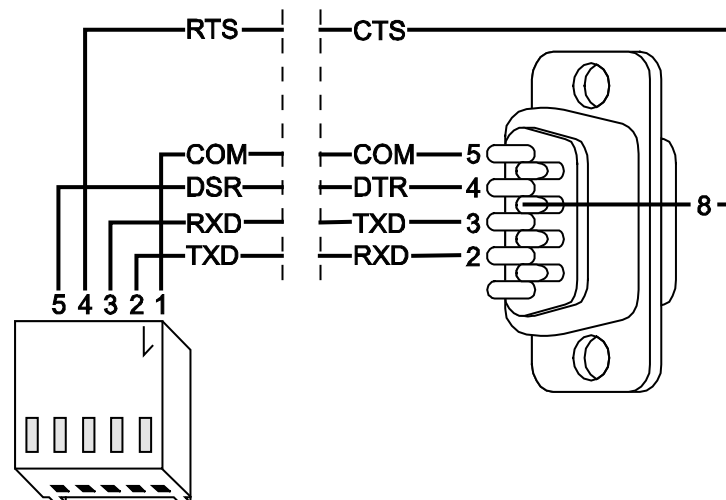 RTS CTS
COM COM 5
DSR DTR 4
8
RXD TXD 3
TXD RXD 2
5 4 3 2 1